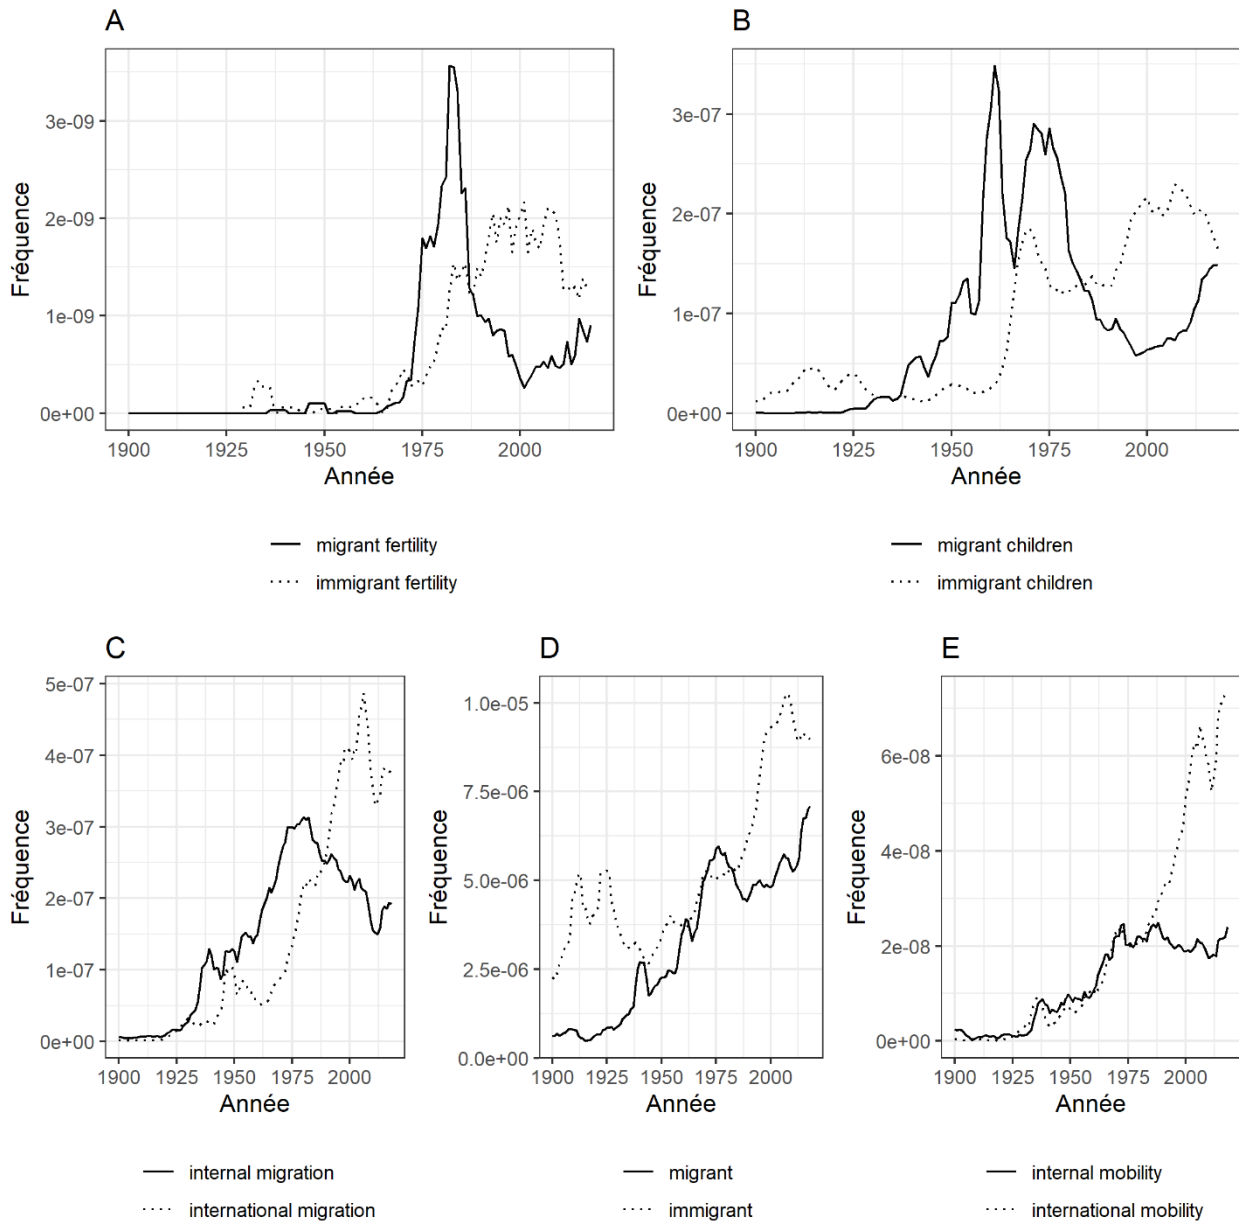 A
Fréquence
3e-09
2e-09
1e-09
0e+00
1900 1925 1950 1975 2000
Année
migrant fertility
immigrant fertility
B
Fréquence
3e-07
2e-07
1e-07
0e+00
1900 1925 1950 1975 2000
Année
migrant children
immigrant children
C
Fréquence
5e-07
4e-07
3e-07
2e-07
1e-07
0e+00
1900 1925 1950 1975 2000
Année
internal migration
international migration
D
Fréquence
1.0e-05
7.5e-06
5.0e-06
2.5e-06
0.0e+00
1900 1925 1950 1975 2000
Année
migrant
immigrant
E
Fréquence
6e-08
4e-08
2e-08
0e+00
1900 1925 1950 1975 2000
Année
internal mobility
international mobility